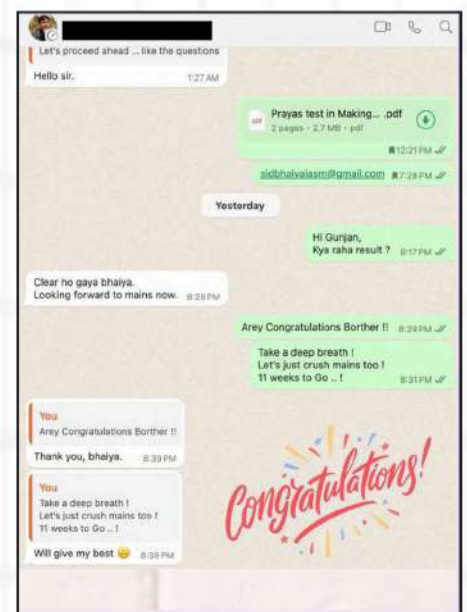 Let's proceed ahead ... like the questions
Hello sir.
1:27 AM
Prayas test in Making... .pdf
2 pages · 2.7 MB · pdf
12:21 PM
sidbhaiyaiasm@gmail.com 7:28 PM
Yesterday
Hi Gunjan,
Kya raha result ? 8:17 PM
Clear ho gaya bhaiya.
Looking forward to mains now. 8:28 PM
Arey Congratulations Borther !! 8:29 PM
Take a deep breath !
Let's just crush mains too !
11 weeks to Go .. ! 8:31 PM
You
Arey Congratulations Borther !!
Thank you, bhaiya. 8:39 PM
You
Take a deep breath !
Let's just crush mains too !
11 weeks to Go .. !
Will give my best 😊 8:39 PM
Congratulations!